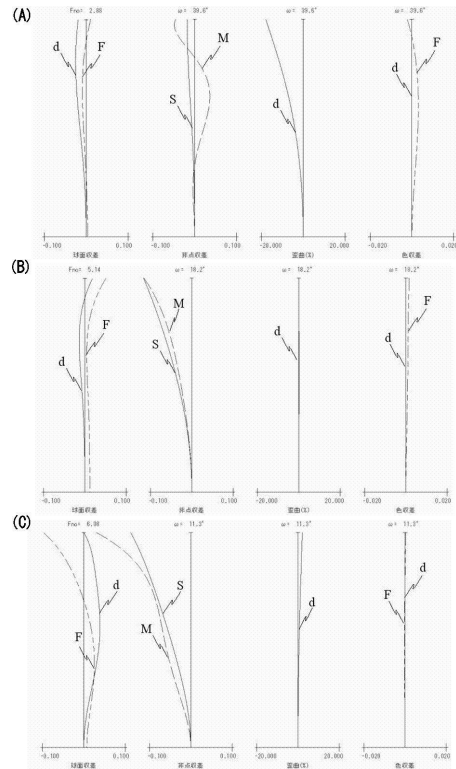 (A)
Fno= 2.88 ω= 39.6° ω= 39.6° ω= 39.6°
d F M F
S d d
-0.100 0.100 -0.100 0.100 -20.000 20.000 -0.020 0.020
球面収差 非点収差 歪曲(%) 色収差
(B)
Fno= 5.14 ω= 18.2° ω= 18.2° ω= 18.2°
F M F
d S d d
-0.100 0.100 -0.100 0.100 -20.000 20.000 -0.020 0.020
球面収差 非点収差 歪曲(%) 色収差
(C)
Fno= 6.98 ω= 11.3° ω= 11.3° ω= 11.3°
d S d d
F M F
-0.100 0.100 -0.100 0.100 -20.000 20.000 -0.020 0.020
球面収差 非点収差 歪曲(%) 色収差